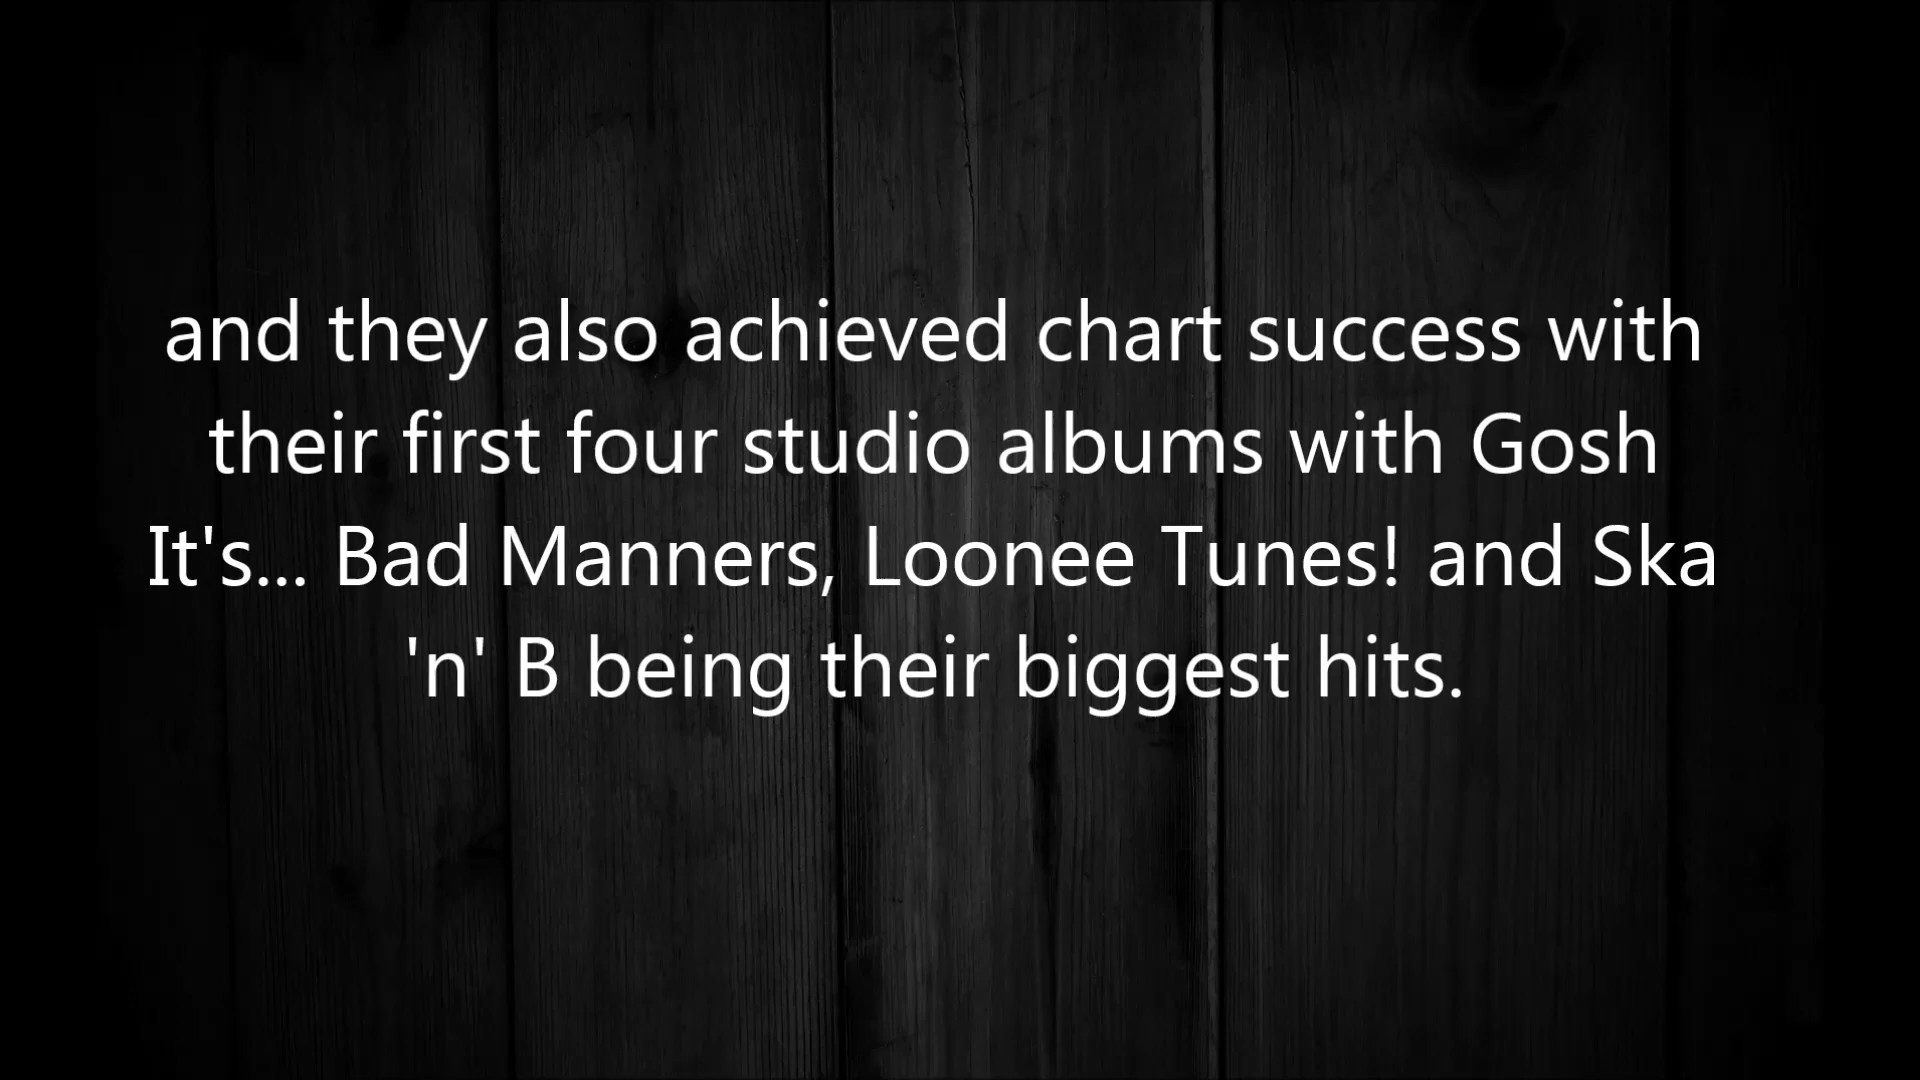 and they also achieved chart success with
their first four studio albums with Gosh
It's... Bad Manners, Loonee Tunes! and Ska
'n' B being their biggest hits.